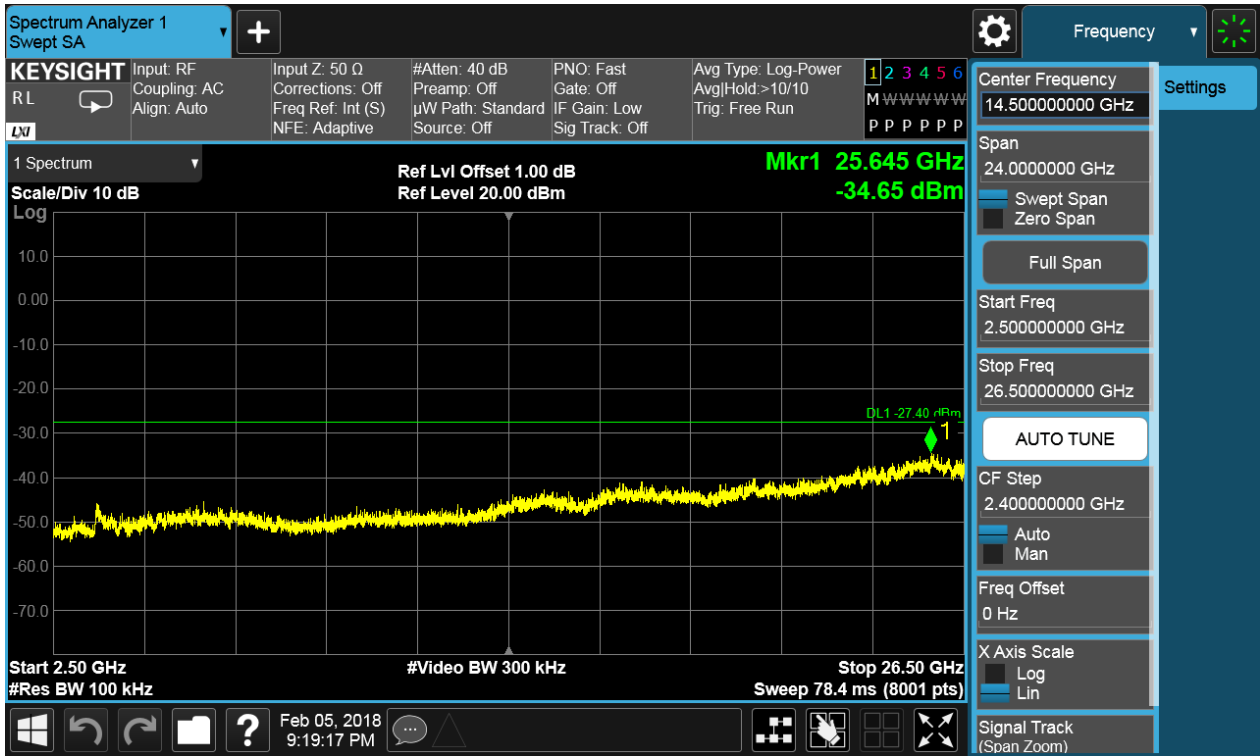 Spectrum Analyzer 1
Swept SA
Frequency
KEYSIGHT
RL
LXI
Input: RF
Coupling: AC
Align: Auto
Input Z: 50 Ω
Corrections: Off
Freq Ref: Int (S)
NFE: Adaptive
#Atten: 40 dB
Preamp: Off
µW Path: Standard
Source: Off
PNO: Fast
Gate: Off
IF Gain: Low
Sig Track: Off
Avg Type: Log-Power
Avg|Hold:>10/10
Trig: Free Run
1 2 3 4 5 6
M W W W W W
P P P P P P
1 Spectrum
Scale/Div 10 dB
Log
Ref Lvl Offset 1.00 dB
Ref Level 20.00 dBm
Mkr1 25.645 GHz
-34.65 dBm
10.0
0.00
-10.0
-20.0
-30.0
-40.0
-50.0
-60.0
-70.0
DL1 -27.40 dBm
1
Start 2.50 GHz
#Res BW 100 kHz
#Video BW 300 kHz
Stop 26.50 GHz
Sweep 78.4 ms (8001 pts)
Feb 05, 2018
9:19:17 PM
Center Frequency
14.500000000 GHz
Settings
Span
24.0000000 GHz
Swept Span
Zero Span
Full Span
Start Freq
2.500000000 GHz
Stop Freq
26.500000000 GHz
AUTO TUNE
CF Step
2.400000000 GHz
Auto
Man
Freq Offset
0 Hz
X Axis Scale
Log
Lin
Signal Track
(Span Zoom)